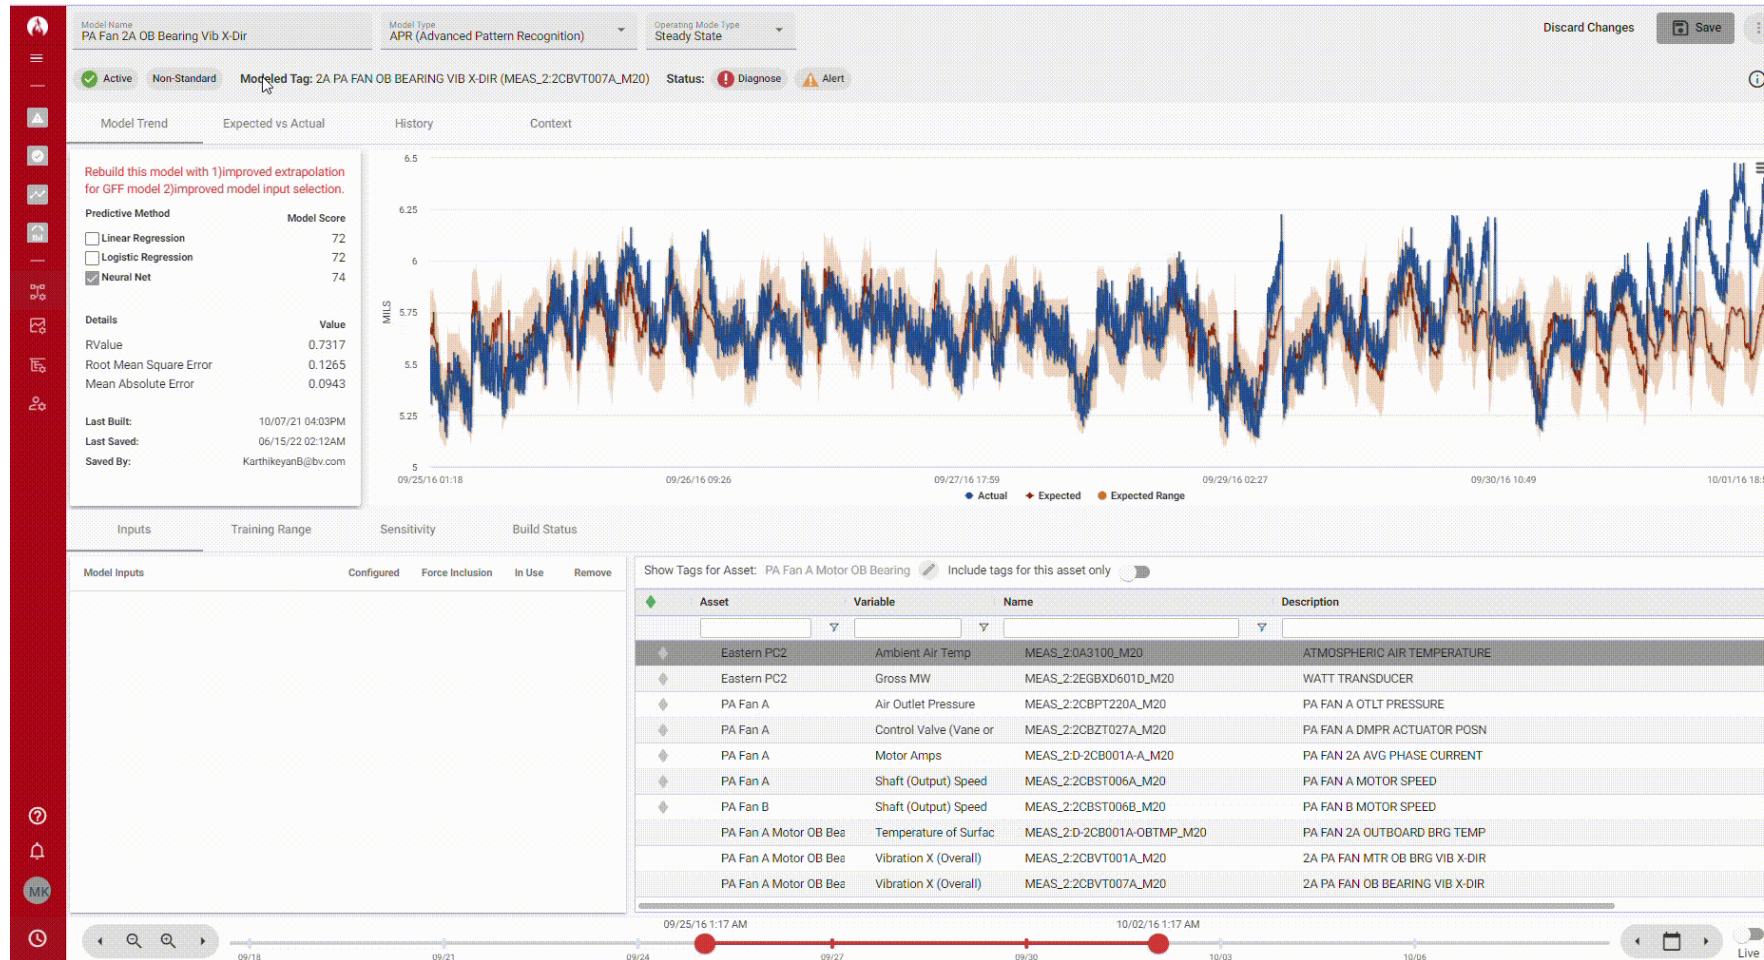 Model Name
PA Fan 2A OB Bearing Vib X-Dir
Model Type
APR (Advanced Pattern Recognition)
Operating Mode Type
Steady State
Discard Changes
Save
Active
Non-Standard
Modeled Tag: 2A PA FAN OB BEARING VIB X-DIR (MEAS_2:2CBVT007A_M20)
Status:
Diagnose
Alert
Model Trend
Expected vs Actual
History
Context
Rebuild this model with 1)improved extrapolation
for GFF model 2)improved model input selection.
Predictive Method Model Score
Linear Regression 72
Logistic Regression 72
Neural Net 74
Details Value
RValue 0.7317
Root Mean Square Error 0.1265
Mean Absolute Error 0.0943
Last Built: 10/07/21 04:03PM
Last Saved: 06/15/22 02:12AM
Saved By: KarthikeyanB@bv.com
6.5
6.25
6
5.75
5.5
5.25
5
MILS
09/25/16 01:18
09/26/16 09:26
09/27/16 17:59
09/29/16 02:27
09/30/16 10:49
10/01/16 18:5
Actual
Expected
Expected Range
Inputs
Training Range
Sensitivity
Build Status
Model Inputs Configured Force Inclusion In Use Remove
Show Tags for Asset: PA Fan A Motor OB Bearing
Include tags for this asset only
Asset Variable Name Description
Eastern PC2 Ambient Air Temp MEAS_2:0A3100_M20 ATMOSPHERIC AIR TEMPERATURE
Eastern PC2 Gross MW MEAS_2:2EGBXD601D_M20 WATT TRANSDUCER
PA Fan A Air Outlet Pressure MEAS_2:2CBPT220A_M20 PA FAN A OTLT PRESSURE
PA Fan A Control Valve (Vane or MEAS_2:2CBZT027A_M20 PA FAN A DMPR ACTUATOR POSN
PA Fan A Motor Amps MEAS_2:D-2CB001A-A_M20 PA FAN 2A AVG PHASE CURRENT
PA Fan A Shaft (Output) Speed MEAS_2:2CBST006A_M20 PA FAN A MOTOR SPEED
PA Fan B Shaft (Output) Speed MEAS_2:2CBST006B_M20 PA FAN B MOTOR SPEED
PA Fan A Motor OB Bea Temperature of Surfac MEAS_2:D-2CB001A-OBTMP_M20 PA FAN 2A OUTBOARD BRG TEMP
PA Fan A Motor OB Bea Vibration X (Overall) MEAS_2:2CBVT001A_M20 2A PA FAN MTR OB BRG VIB X-DIR
PA Fan A Motor OB Bea Vibration X (Overall) MEAS_2:2CBVT007A_M20 2A PA FAN OB BEARING VIB X-DIR
MK
09/25/16 1:17 AM
10/02/16 1:17 AM
09/18
09/21
09/24
09/27
09/30
10/03
10/06
Live